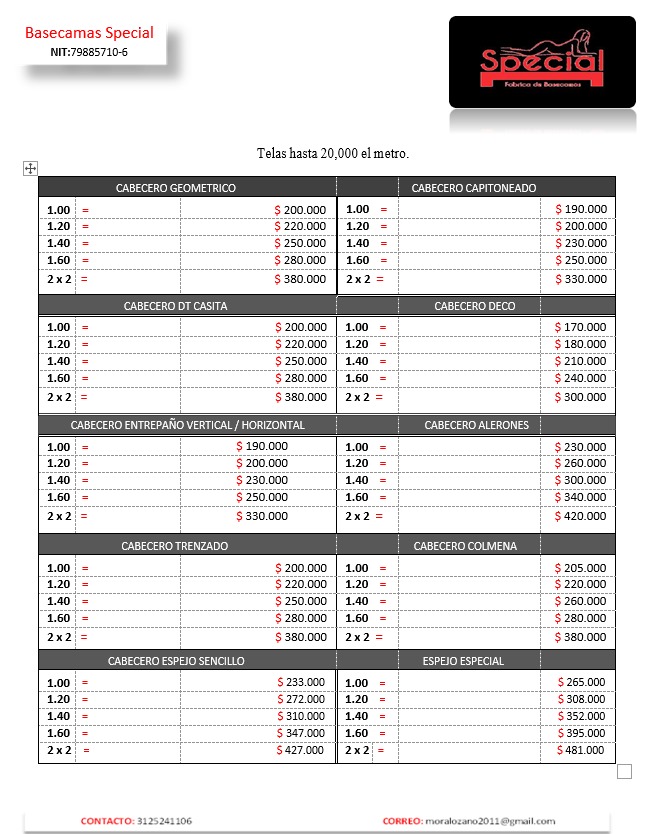 Basecamas Special
NIT:79885710-6
Special
Fabrica de Basecamas
Telas hasta 20,000 el metro.
CABECERO GEOMETRICO CABECERO CAPITONEADO
1.00 = $ 200.000 1.00 = $ 190.000
1.20 = $ 220.000 1.20 = $ 200.000
1.40 = $ 250.000 1.40 = $ 230.000
1.60 = $ 280.000 1.60 = $ 250.000
2 x 2 = $ 380.000 2 x 2 = $ 330.000
CABECERO DT CASITA CABECERO DECO
1.00 = $ 200.000 1.00 = $ 170.000
1.20 = $ 220.000 1.20 = $ 180.000
1.40 = $ 250.000 1.40 = $ 210.000
1.60 = $ 280.000 1.60 = $ 240.000
2 x 2 = $ 380.000 2 x 2 = $ 300.000
CABECERO ENTREPAÑO VERTICAL / HORIZONTAL CABECERO ALERONES
1.00 = $ 190.000 1.00 = $ 230.000
1.20 = $ 200.000 1.20 = $ 260.000
1.40 = $ 230.000 1.40 = $ 300.000
1.60 = $ 250.000 1.60 = $ 340.000
2 x 2 = $ 330.000 2 x 2 = $ 420.000
CABECERO TRENZADO CABECERO COLMENA
1.00 = $ 200.000 1.00 = $ 205.000
1.20 = $ 220.000 1.20 = $ 220.000
1.40 = $ 250.000 1.40 = $ 260.000
1.60 = $ 280.000 1.60 = $ 280.000
2 x 2 = $ 380.000 2 x 2 = $ 380.000
CABECERO ESPEJO SENCILLO ESPEJO ESPECIAL
1.00 = $ 233.000 1.00 = $ 265.000
1.20 = $ 272.000 1.20 = $ 308.000
1.40 = $ 310.000 1.40 = $ 352.000
1.60 = $ 347.000 1.60 = $ 395.000
2 x 2 = $ 427.000 2 x 2 = $ 481.000
CONTACTO: 3125241106 CORREO: moralozano2011@gmail.com